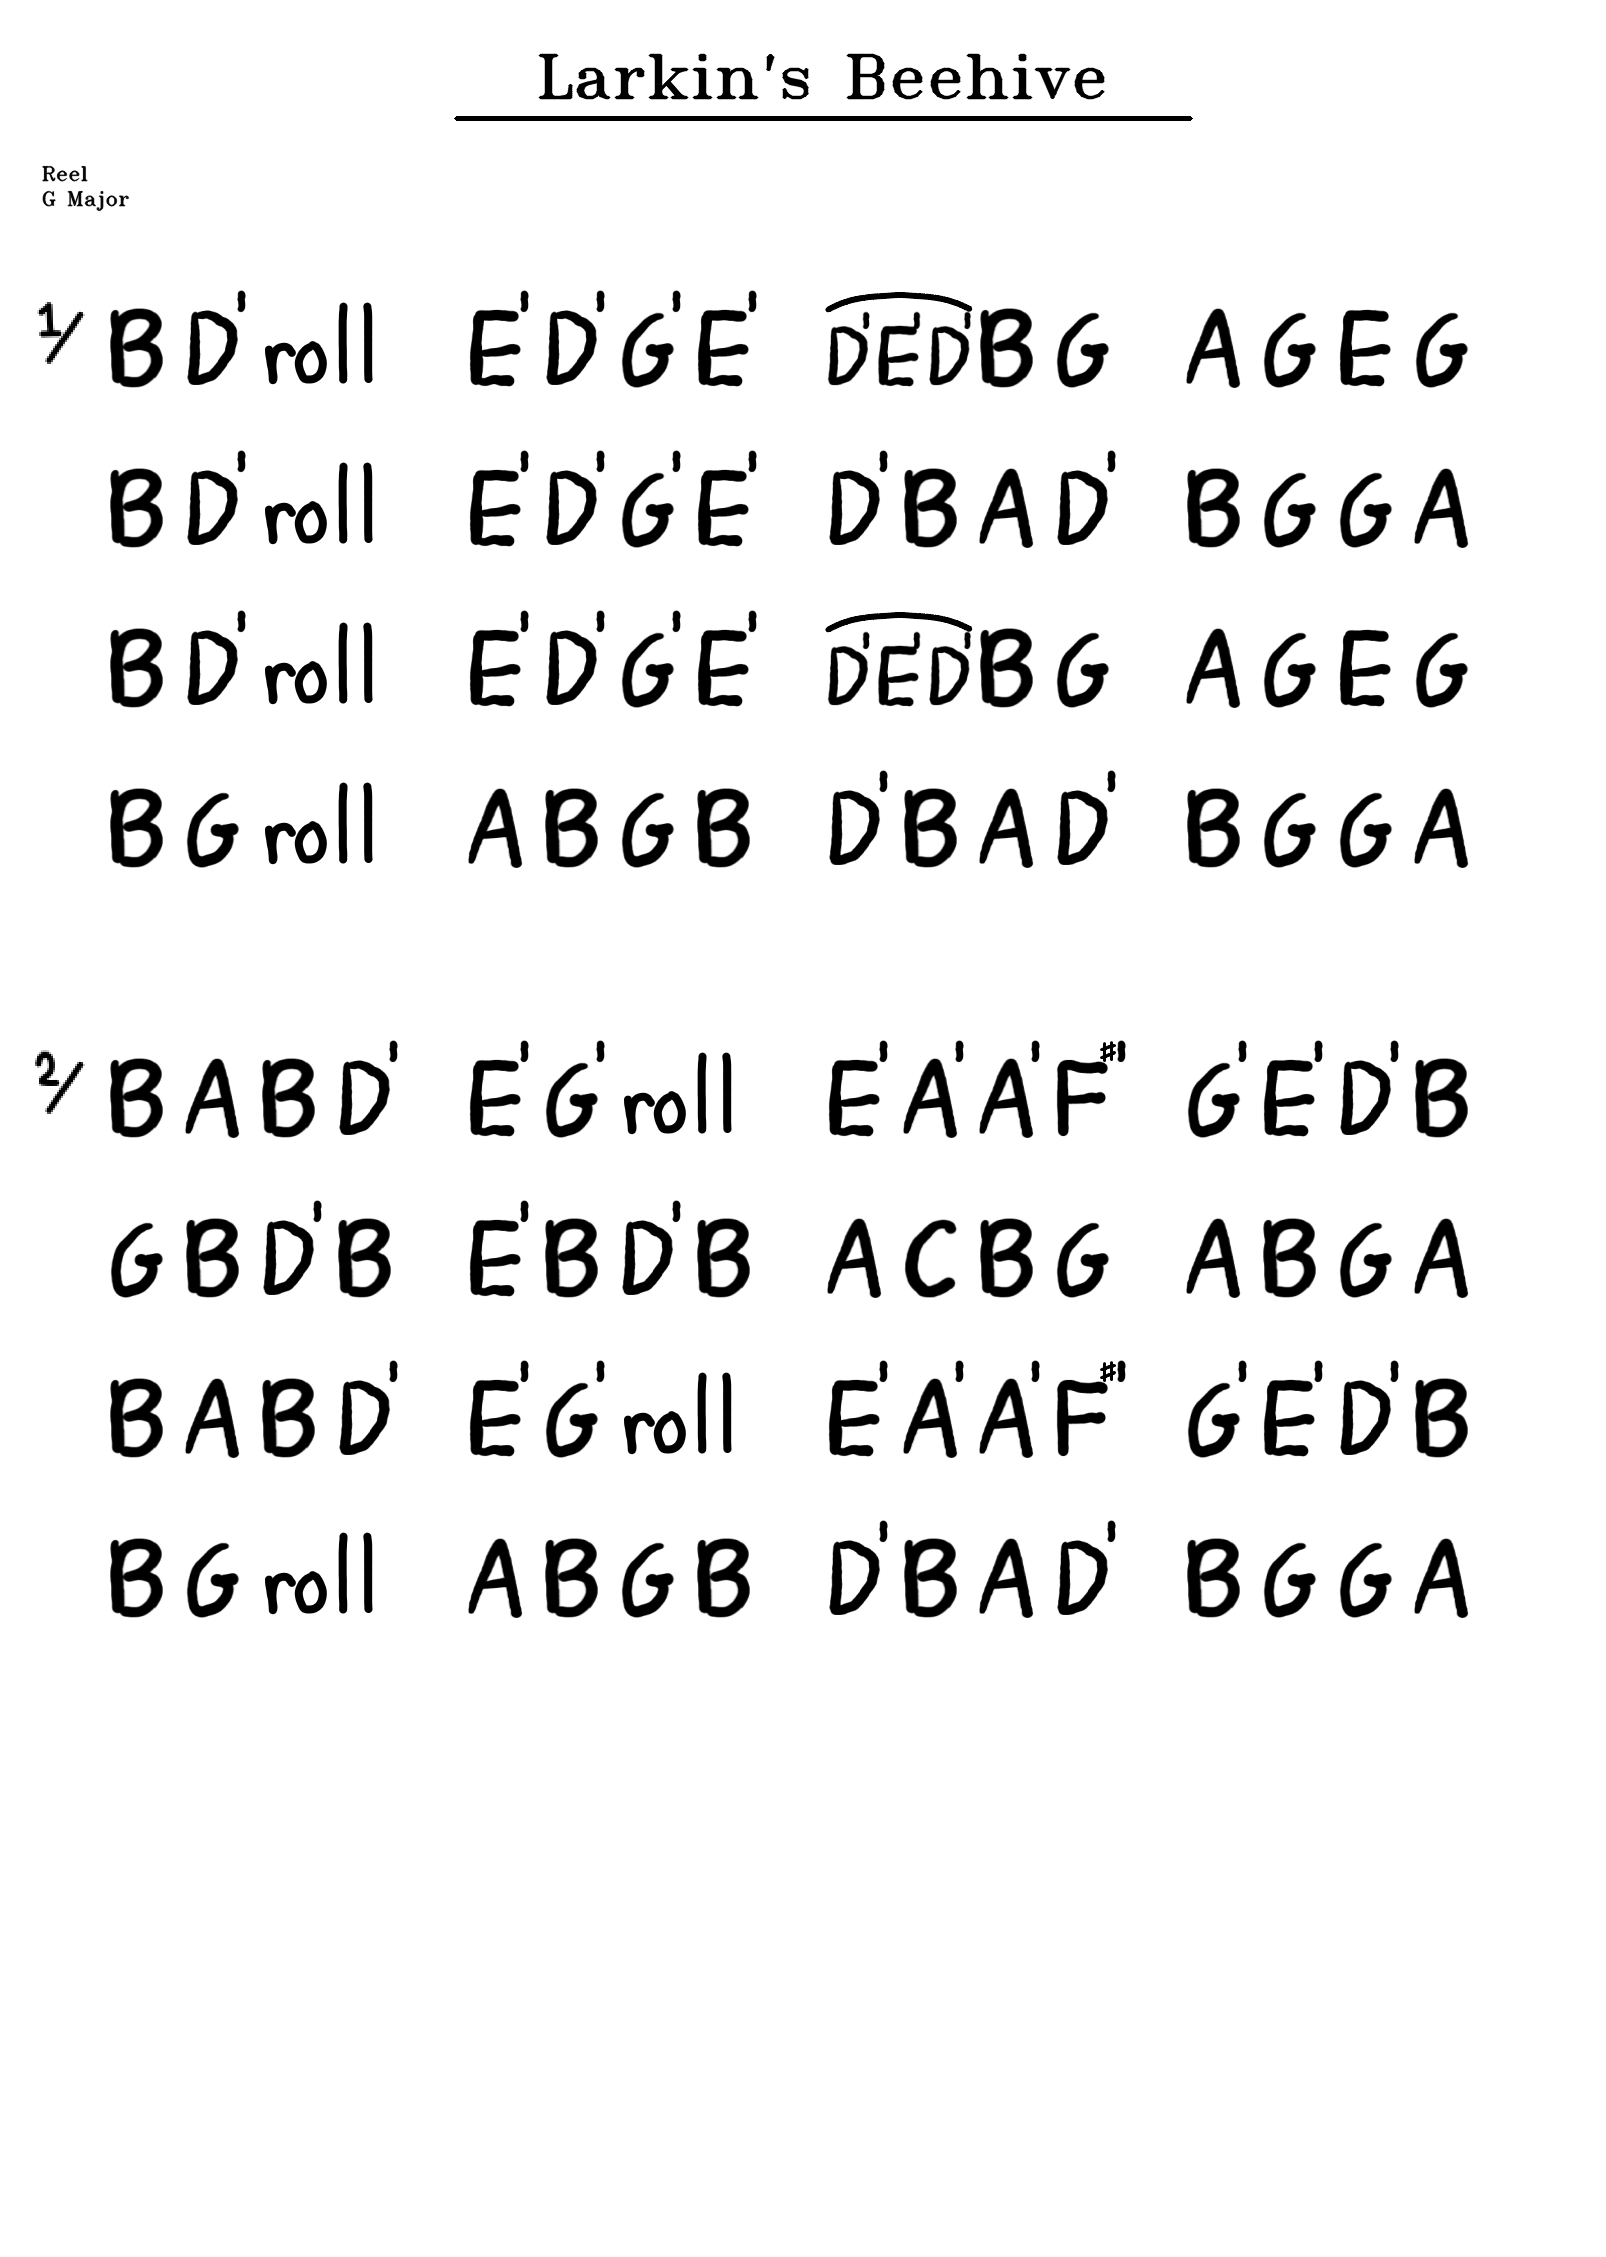 Larkin's Beehive
Reel
G Major
1/ B D' roll E' D' G' E' D' E' D' B G A G E G
B D' roll E' D' G' E' D' B A D' B G G A
B D' roll E' D' G' E' D' E' D' B G A G E G
B G roll A B G B D' B A D' B G G A
2/ B A B D' E' G' roll E' A' A' F♯' G' E' D' B
G B D' B E' B D' B A C B G A B G A
B A B D' E' G' roll E' A' A' F♯' G' E' D' B
B G roll A B G B D' B A D' B G G A